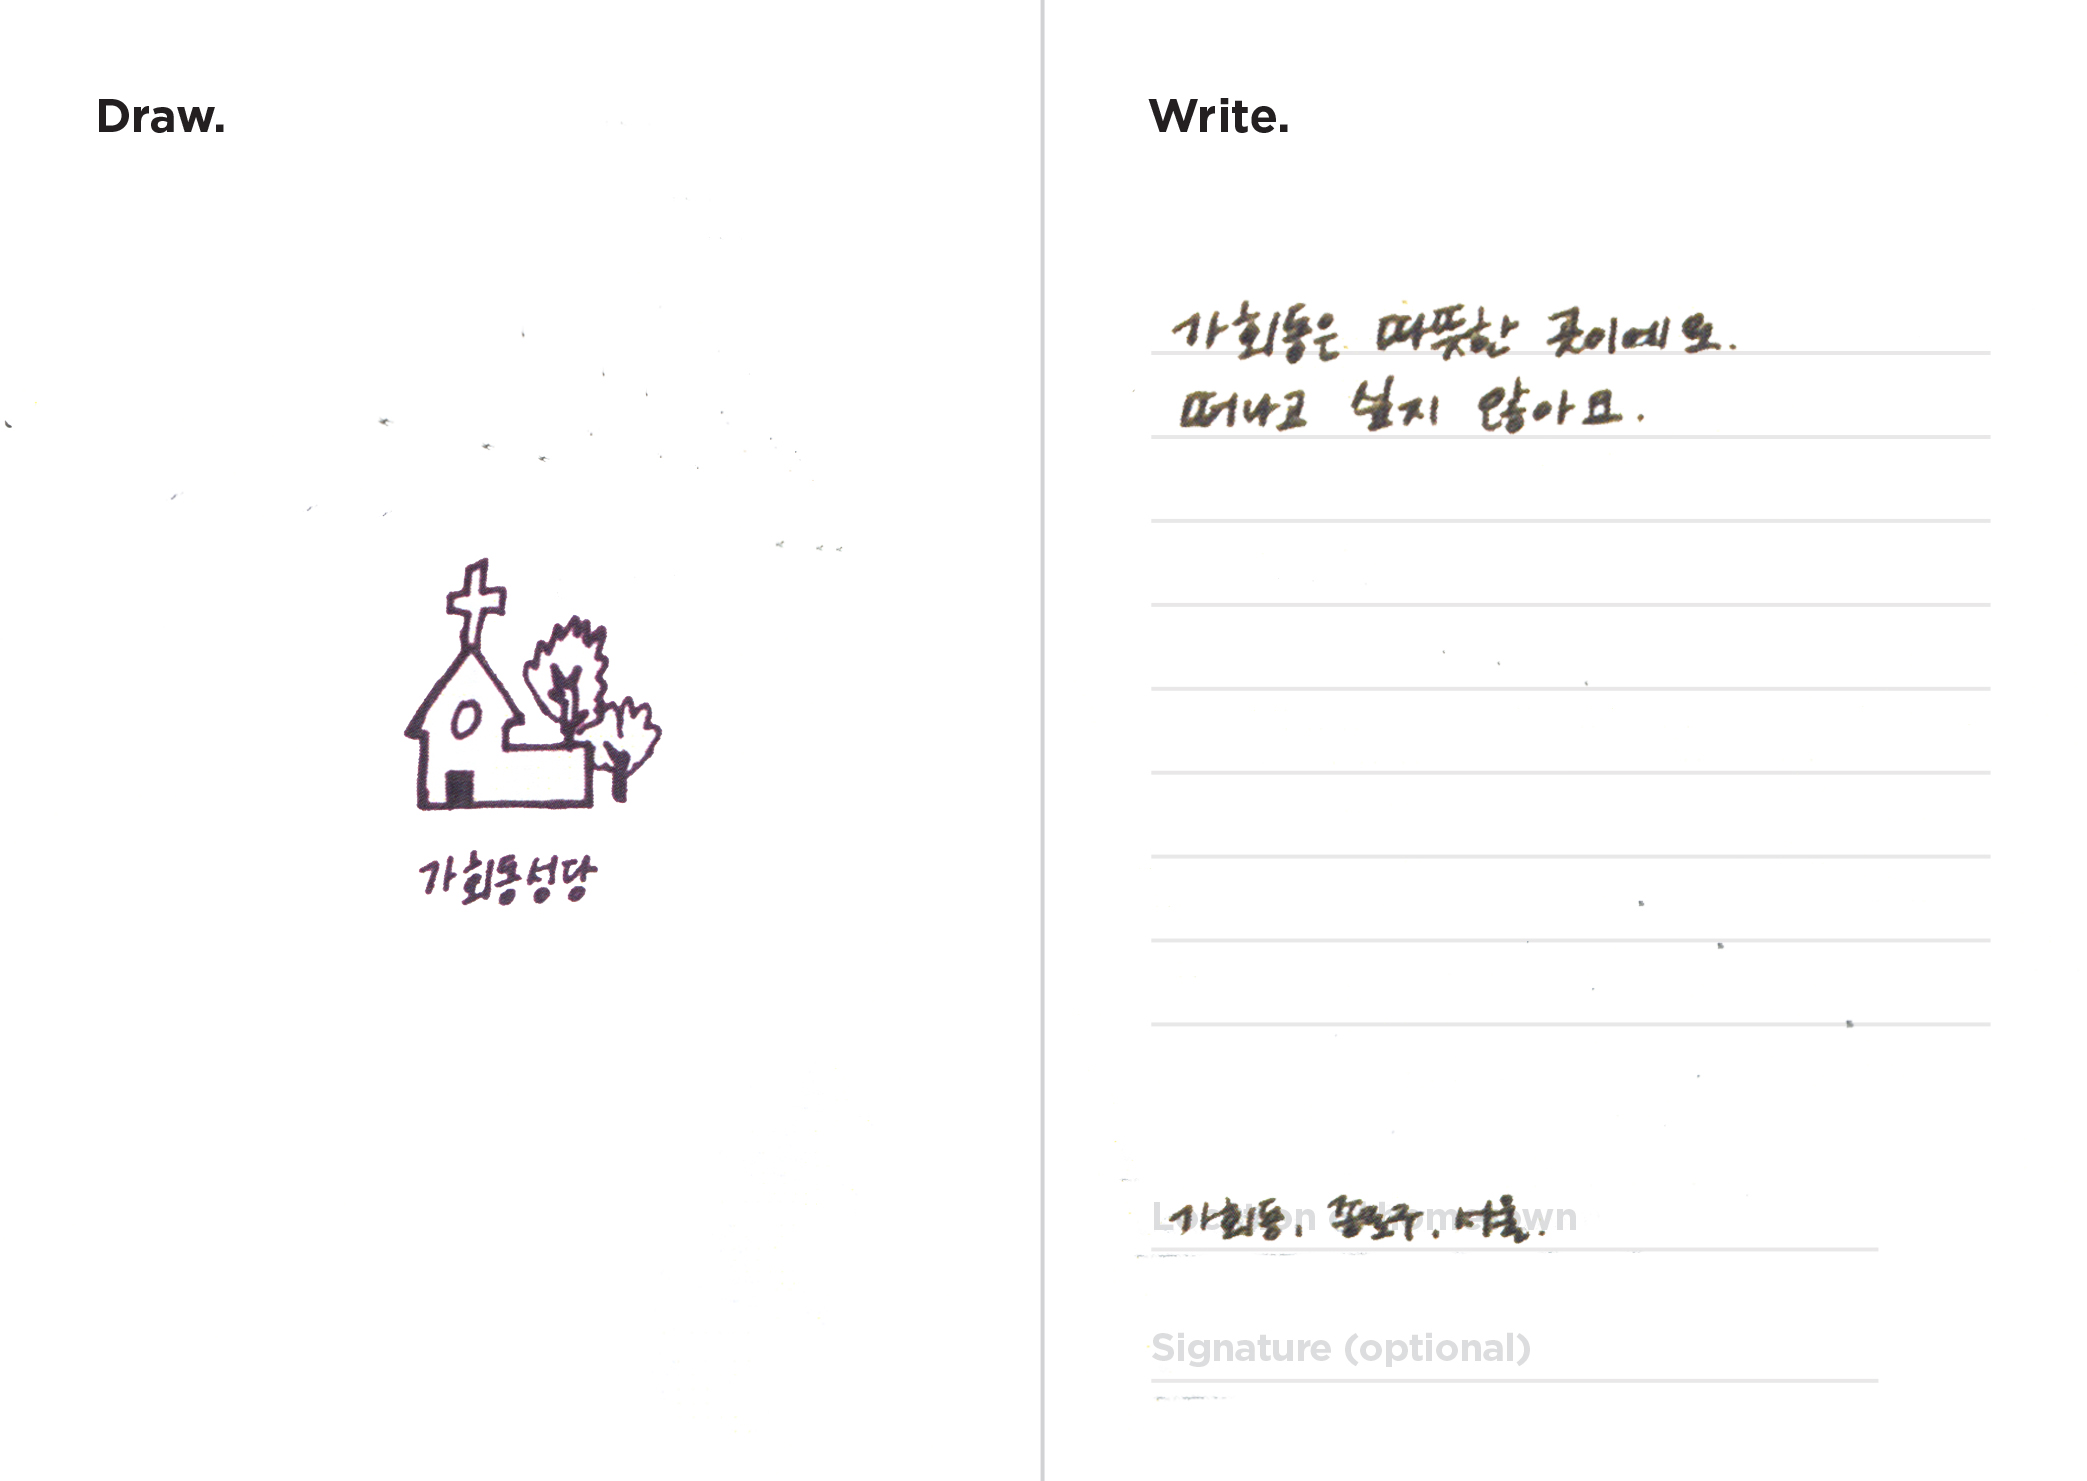 Draw.
가회동성당
Write.
가회동은 따뜻한 곳이에요.
떠나고 싶지 않아요.
가회동, 종로구, 서울.
Location of hometown
Signature (optional)